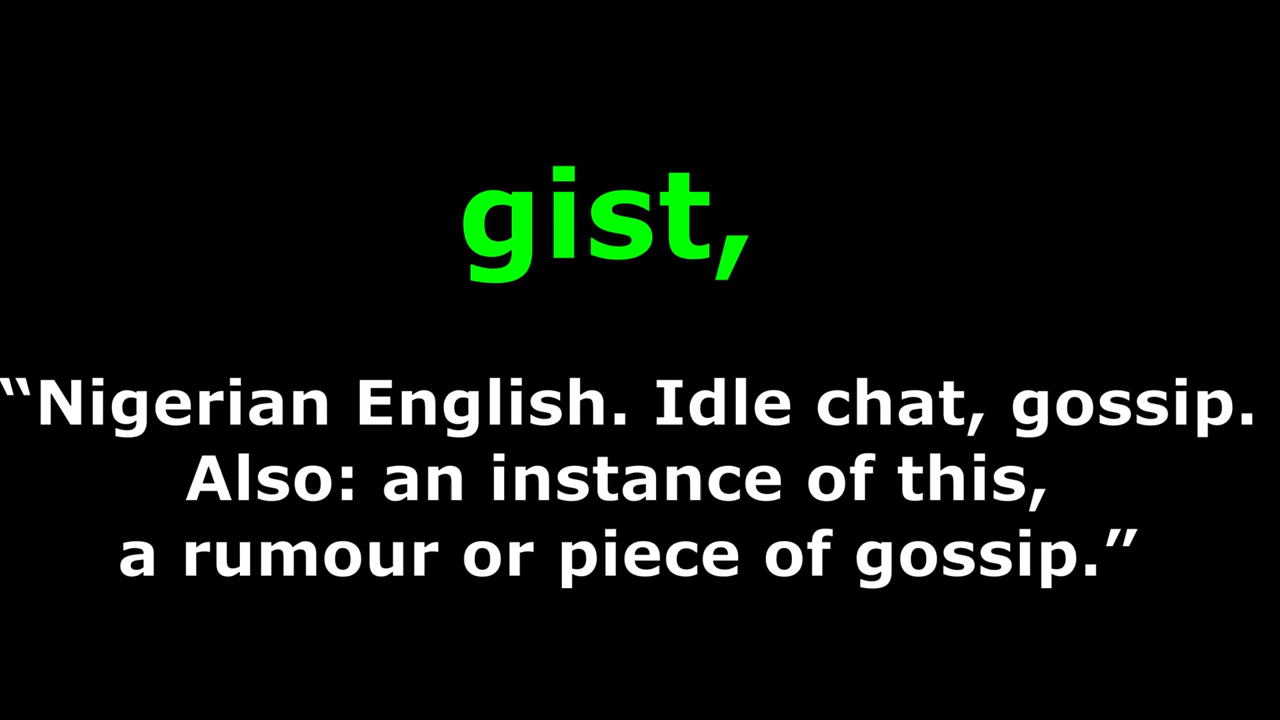 gist,
“Nigerian English. Idle chat, gossip.
Also: an instance of this,
a rumour or piece of gossip.”